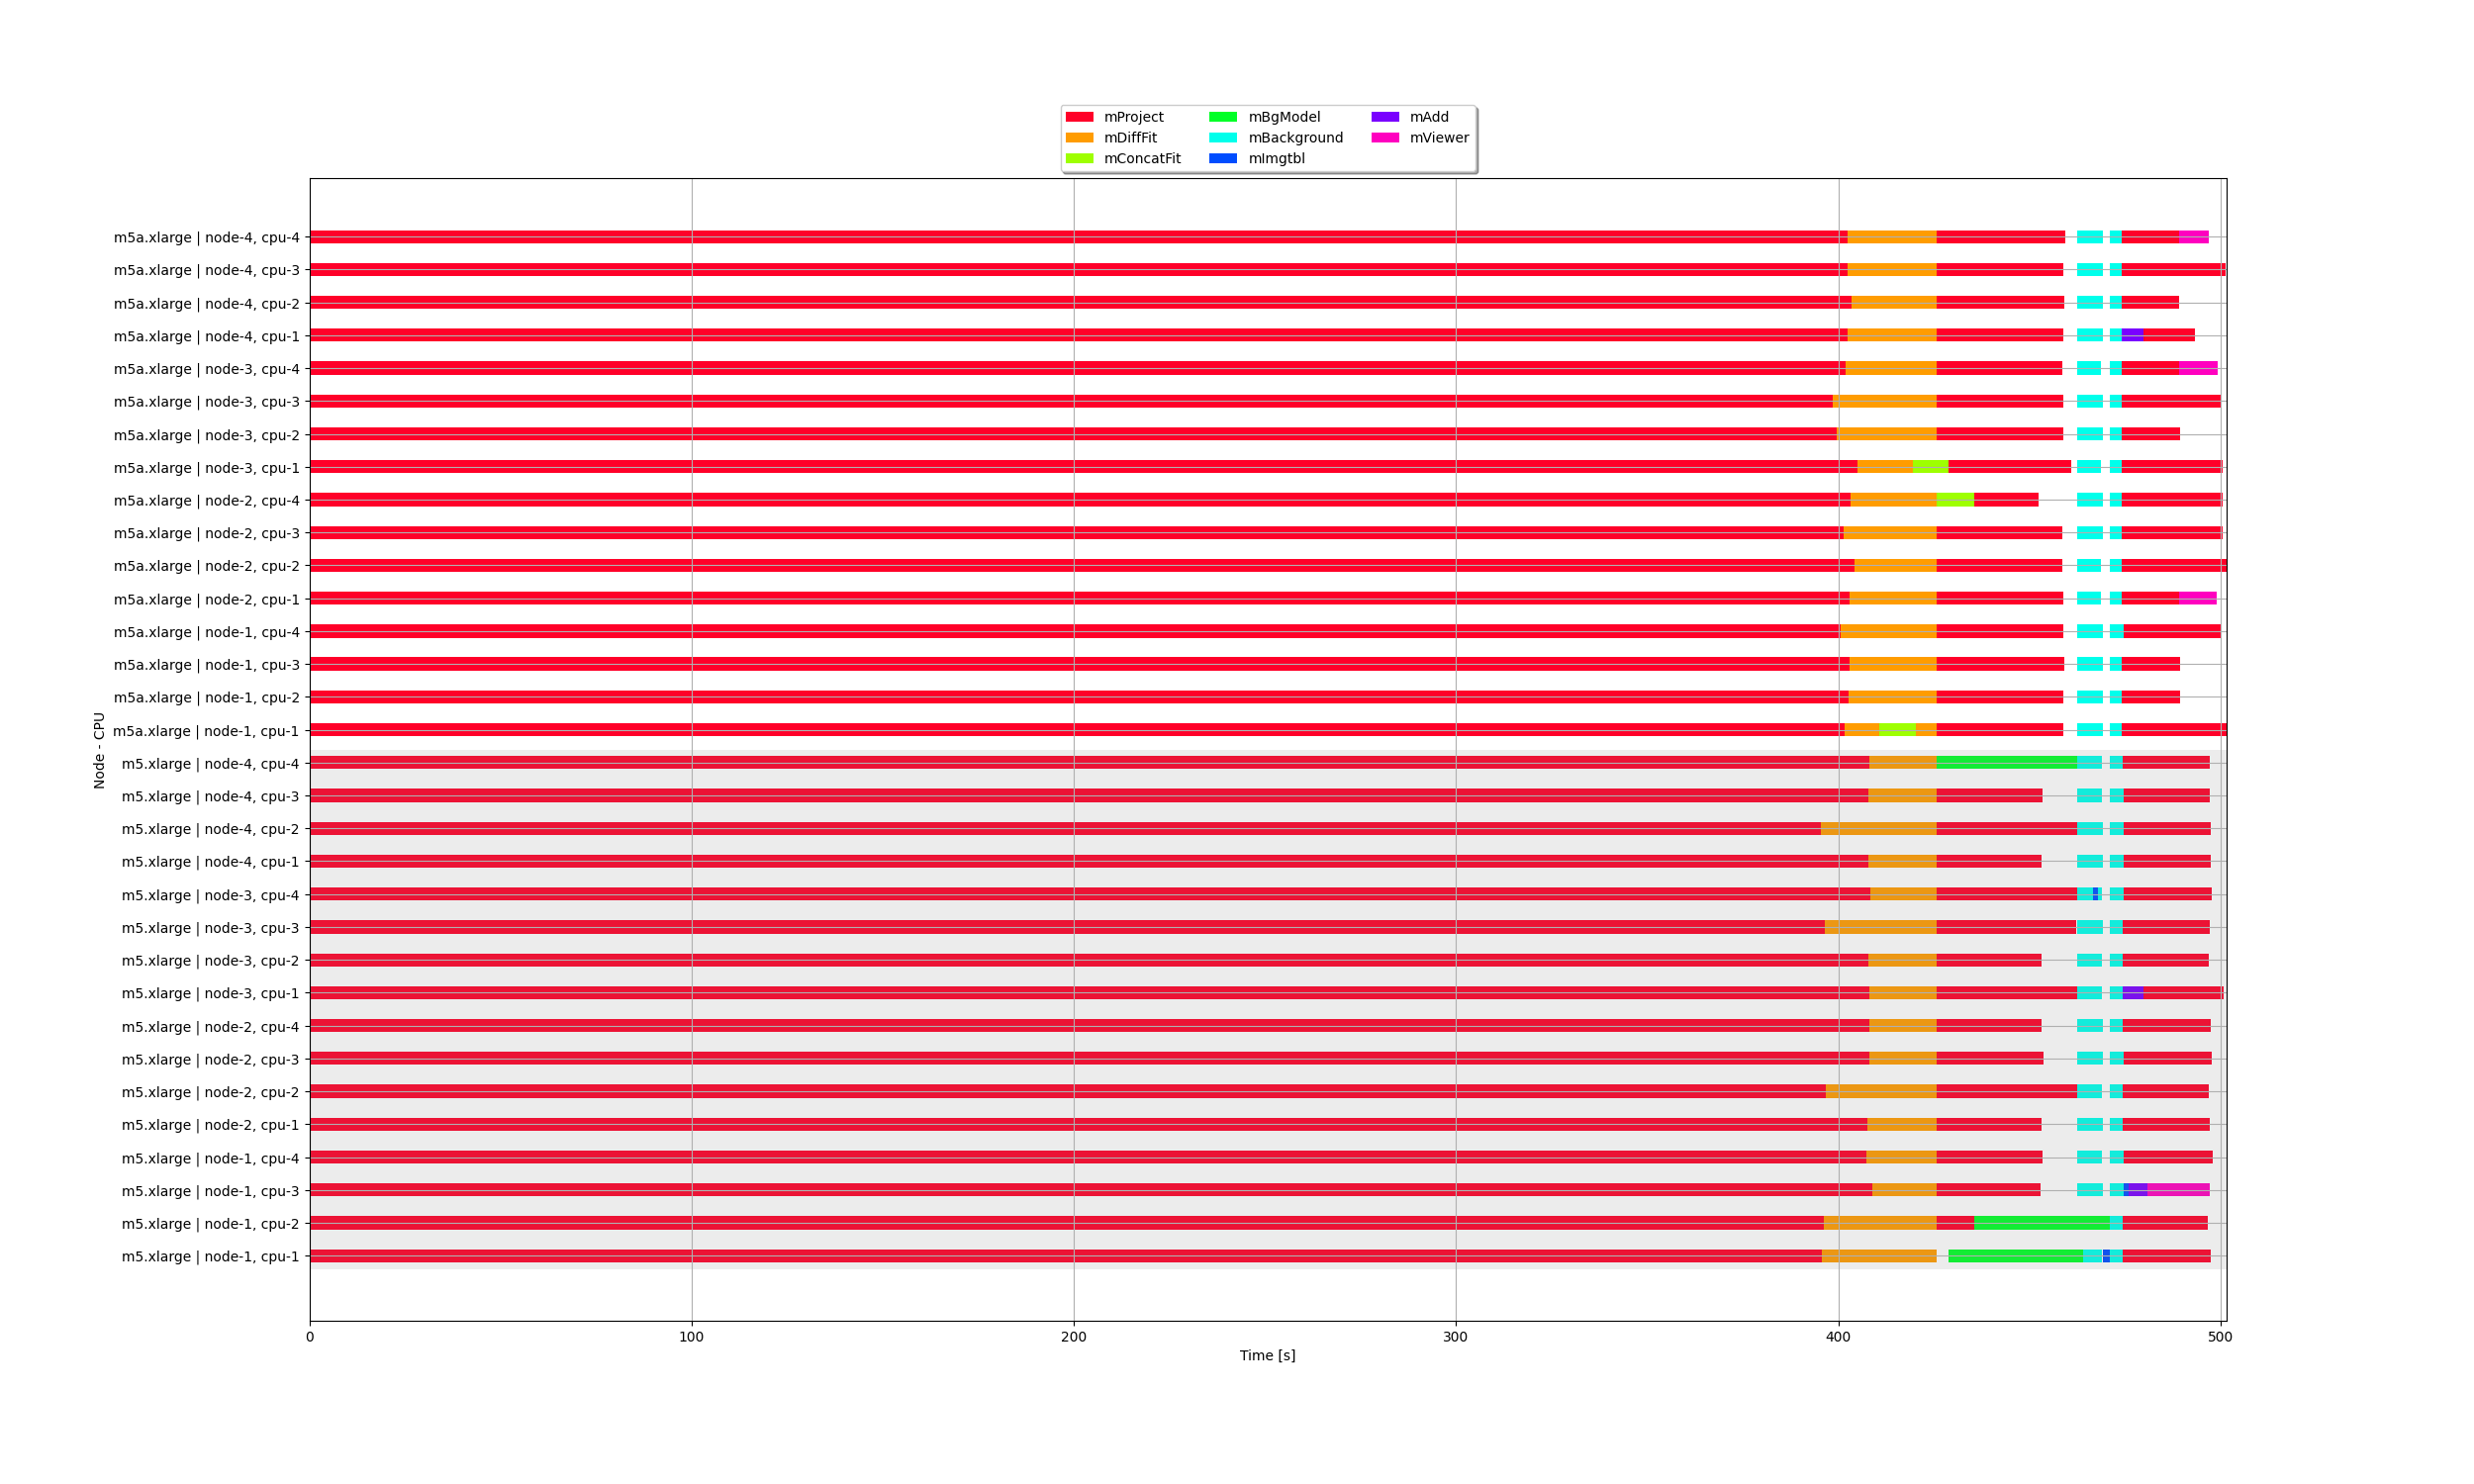 mProject mBgModel mAdd
mDiffFit mBackground mViewer
mConcatFit mImgtbl
m5a.xlarge | node-4, cpu-4
m5a.xlarge | node-4, cpu-3
m5a.xlarge | node-4, cpu-2
m5a.xlarge | node-4, cpu-1
m5a.xlarge | node-3, cpu-4
m5a.xlarge | node-3, cpu-3
m5a.xlarge | node-3, cpu-2
m5a.xlarge | node-3, cpu-1
m5a.xlarge | node-2, cpu-4
m5a.xlarge | node-2, cpu-3
m5a.xlarge | node-2, cpu-2
m5a.xlarge | node-2, cpu-1
m5a.xlarge | node-1, cpu-4
m5a.xlarge | node-1, cpu-3
m5a.xlarge | node-1, cpu-2
m5a.xlarge | node-1, cpu-1
m5.xlarge | node-4, cpu-4
m5.xlarge | node-4, cpu-3
m5.xlarge | node-4, cpu-2
m5.xlarge | node-4, cpu-1
m5.xlarge | node-3, cpu-4
m5.xlarge | node-3, cpu-3
m5.xlarge | node-3, cpu-2
m5.xlarge | node-3, cpu-1
m5.xlarge | node-2, cpu-4
m5.xlarge | node-2, cpu-3
m5.xlarge | node-2, cpu-2
m5.xlarge | node-2, cpu-1
m5.xlarge | node-1, cpu-4
m5.xlarge | node-1, cpu-3
m5.xlarge | node-1, cpu-2
m5.xlarge | node-1, cpu-1
Node - CPU
0 100 200 300 400 500
Time [s]